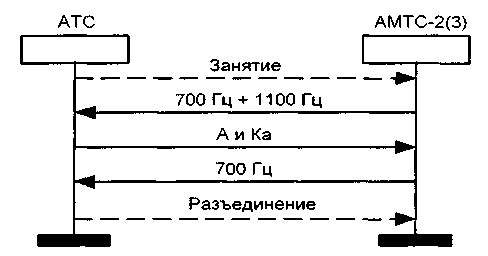 АТС
АМТС-2(3)
Занятие
700 Гц + 1100 Гц
А и Ка
700 Гц
Разъединение